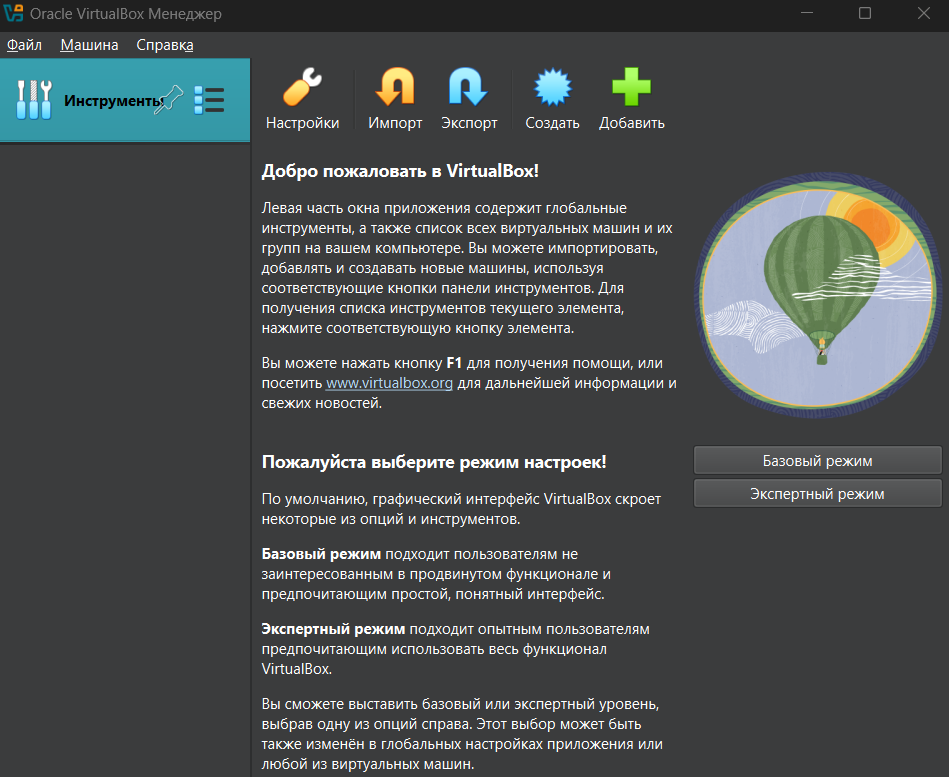 Oracle VirtualBox Менеджер
Файл Машина Справка
Инструменты
Настройки Импорт Экспорт Создать Добавить
Добро пожаловать в VirtualBox!
Левая часть окна приложения содержит глобальные
инструменты, а также список всех виртуальных машин и их
групп на вашем компьютере. Вы можете импортировать,
добавлять и создавать новые машины, используя
соответствующие кнопки панели инструментов. Для
получения списка инструментов текущего элемента,
нажмите соответствующую кнопку элемента.
Вы можете нажать кнопку F1 для получения помощи, или
посетить www.virtualbox.org для дальнейшей информации и
свежих новостей.
Пожалуйста выберите режим настроек!
По умолчанию, графический интерфейс VirtualBox скроет
некоторые из опций и инструментов.
Базовый режим подходит пользователям не
заинтересованным в продвинутом функционале и
предпочитающим простой, понятный интерфейс.
Экспертный режим подходит опытным пользователям
предпочитающим использовать весь функционал
VirtualBox.
Вы сможете выставить базовый или экспертный уровень,
выбрав одну из опций справа. Этот выбор может быть
также изменён в глобальных настройках приложения или
любой из виртуальных машин.
Базовый режим
Экспертный режим